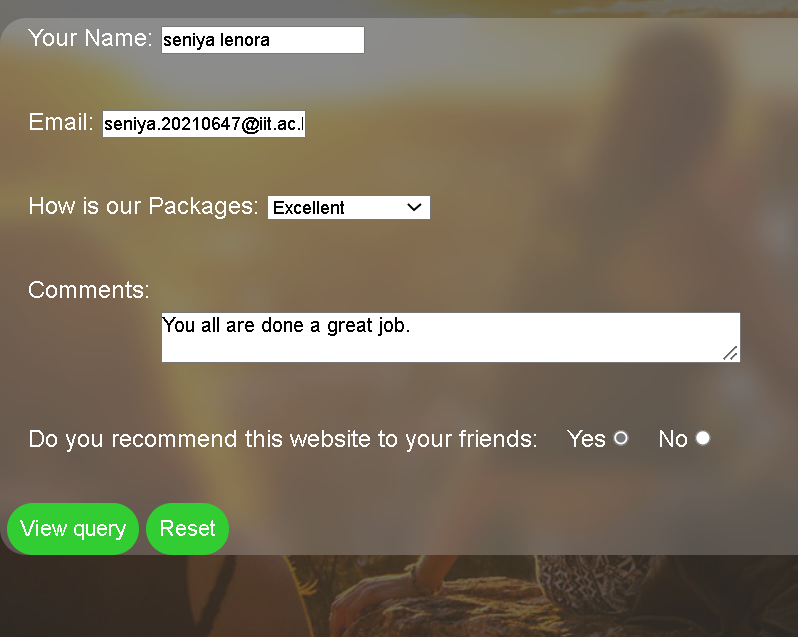 Your Name: seniya lenora
Email: seniya.20210647@iit.ac.l
How is our Packages: Excellent
Comments:
You all are done a great job.
Do you recommend this website to your friends: Yes No
View query Reset